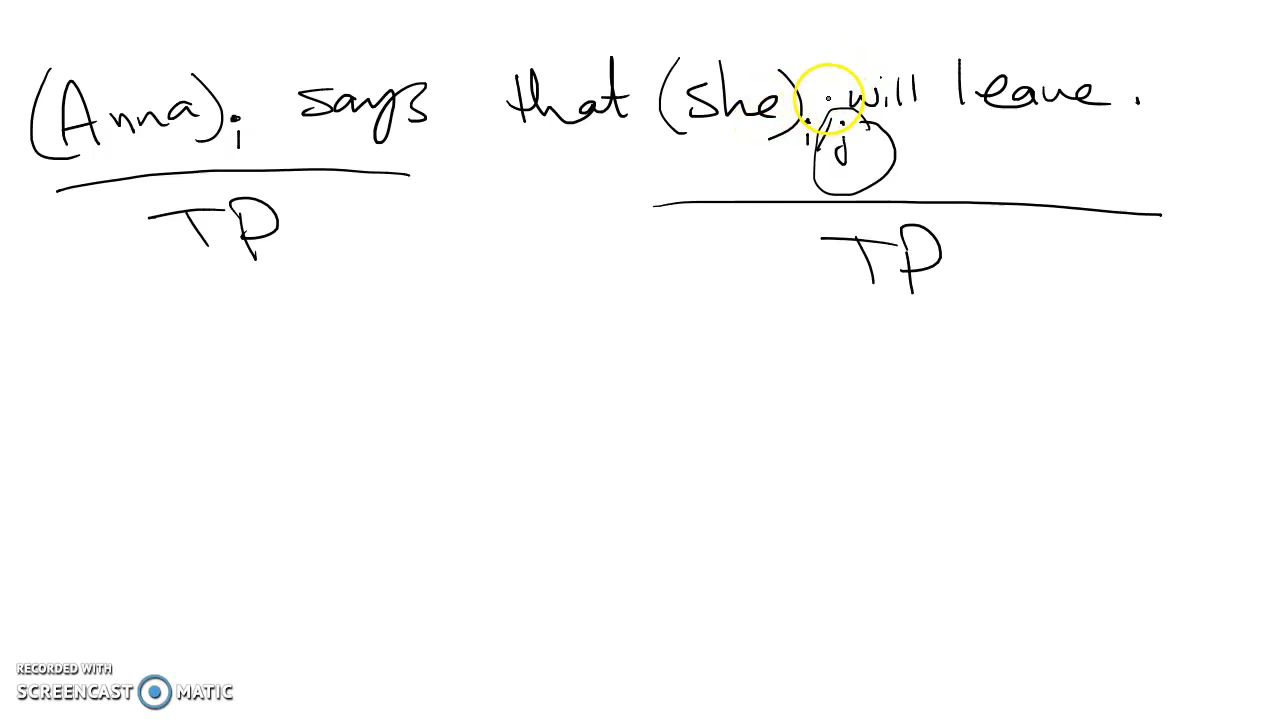 (Anna)i says that (she)i/j will leave.
TP TP
RECORDED WITH
SCREENCAST MATIC